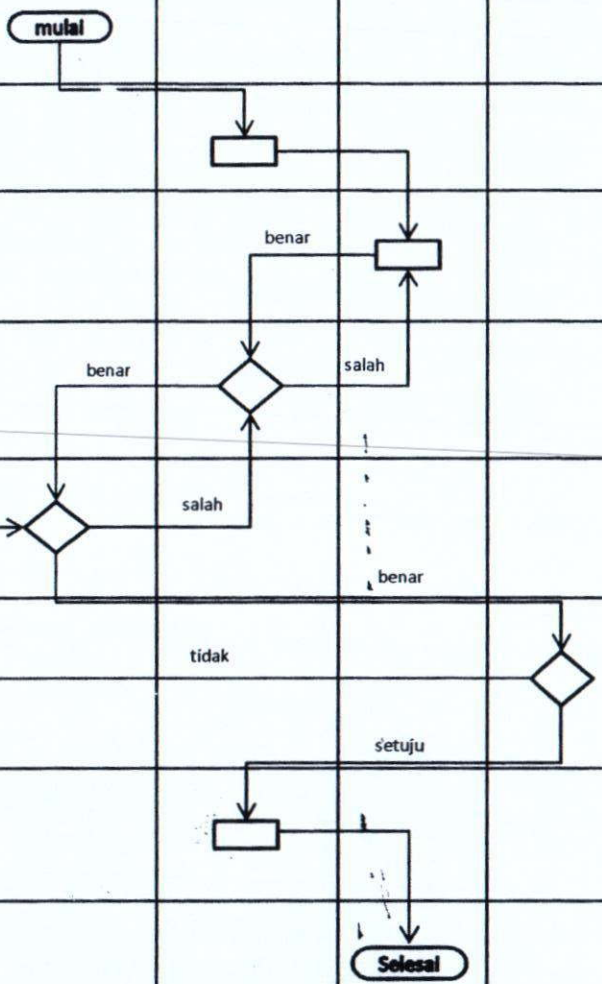 mulai
benar
benar
salah
salah
benar
tidak
setuju
Selesai